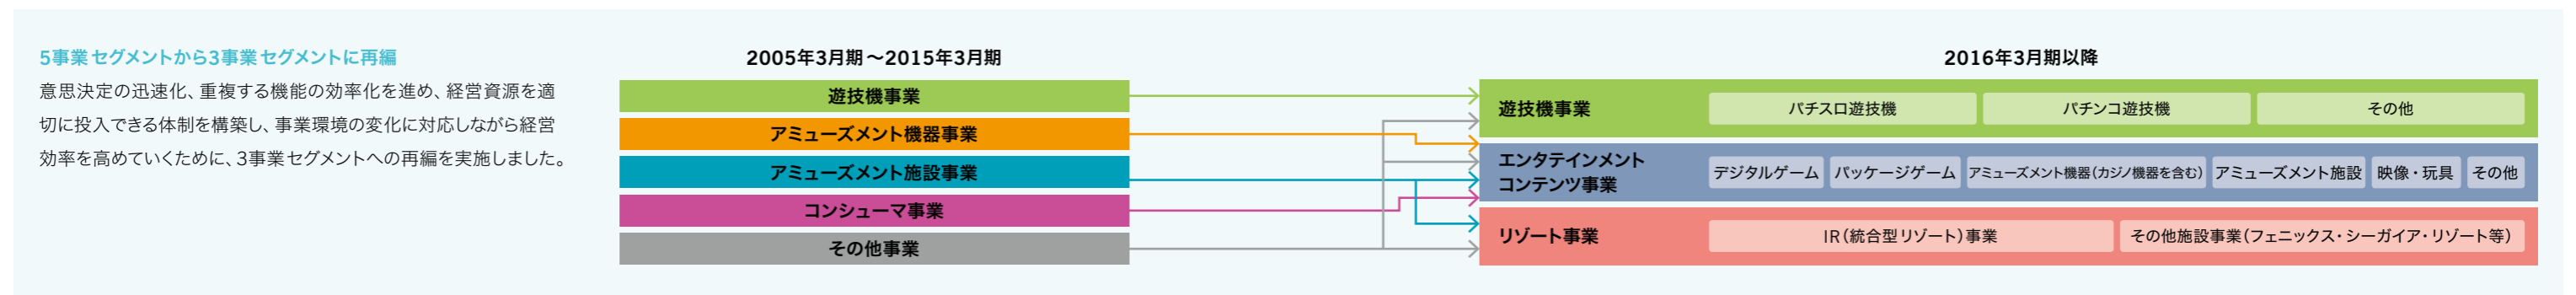 5事業セグメントから3事業セグメントに再編
意思決定の迅速化、重複する機能の効率化を進め、経営資源を適
切に投入できる体制を構築し、事業環境の変化に対応しながら経営
効率を高めていくために、3事業セグメントへの再編を実施しました。
2005年3月期～2015年3月期
遊技機事業
アミューズメント機器事業
アミューズメント施設事業
コンシューマ事業
その他事業
2016年3月期以降
遊技機事業
パチスロ遊技機
パチンコ遊技機
その他
エンタテインメント
コンテンツ事業
デジタルゲーム
パッケージゲーム
アミューズメント機器(カジノ機器を含む)
アミューズメント施設
映像・玩具
その他
リゾート事業
IR(統合型リゾート)事業
その他施設事業(フェニックス・シーガイア・リゾート等)